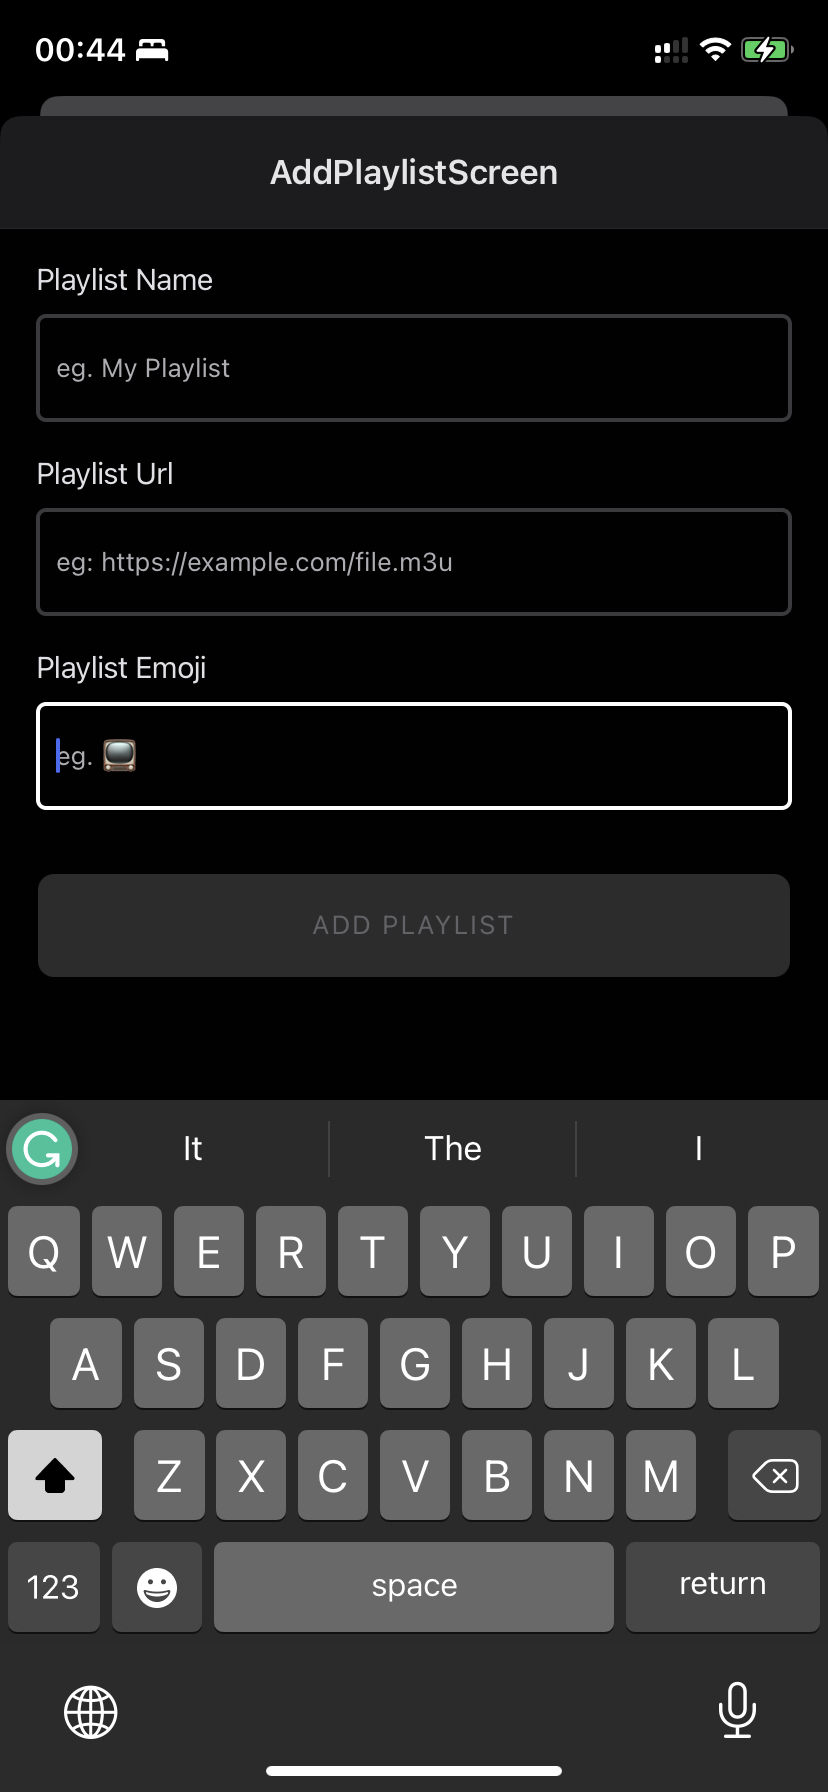 00:44
AddPlaylistScreen
Playlist Name
eg. My Playlist
Playlist Url
eg: https://example.com/file.m3u
Playlist Emoji
eg. 📺
ADD PLAYLIST
It The I
Q W E R T Y U I O P
A S D F G H J K L
Z X C V B N M
123 space return